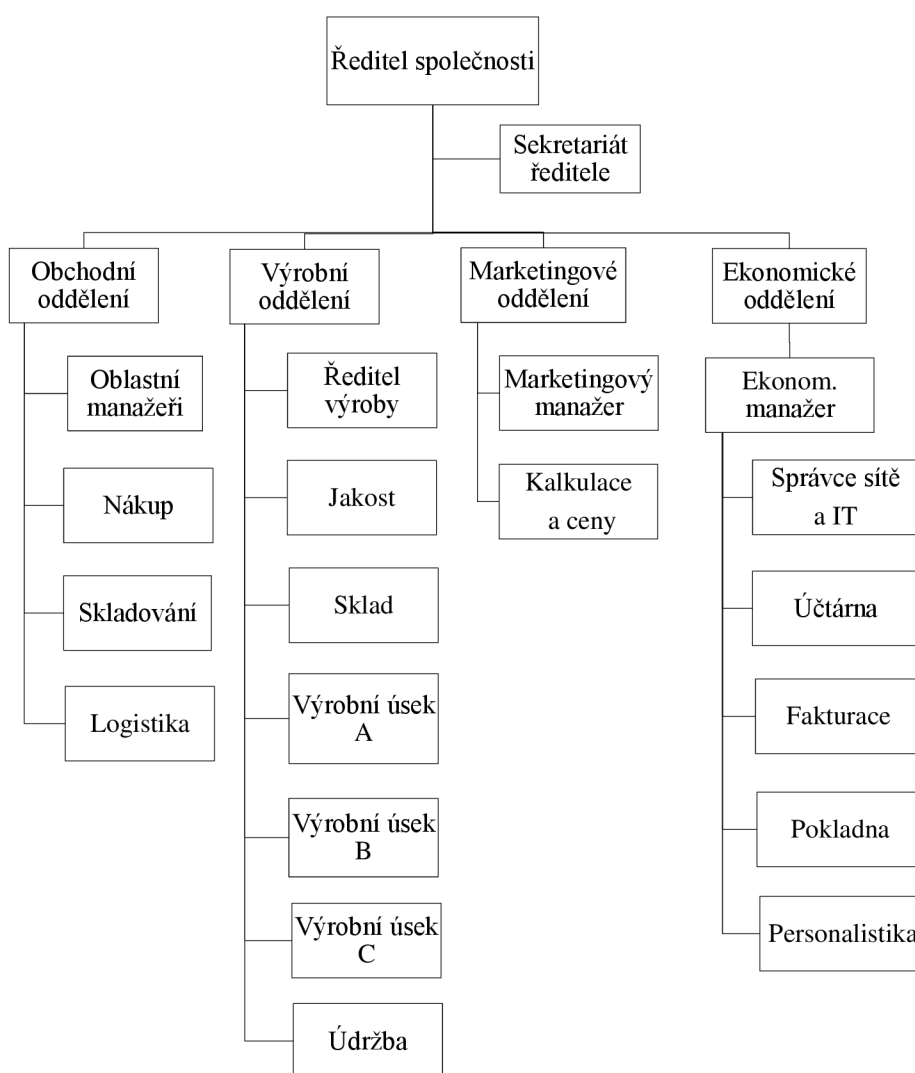 Ředitel společnosti
Sekretariát
ředitele
Obchodní
oddělení
Výrobní
oddělení
Marketingové
oddělení
Ekonomické
oddělení
Oblastní
manažeři
Nákup
Skladování
Logistika
Ředitel
výroby
Jakost
Sklad
Výrobní úsek
A
Výrobní úsek
B
Výrobní úsek
C
Údržba
Marketingový
manažer
Kalkulace
a ceny
Ekonom.
manažer
Správce sítě
a IT
Účtárna
Fakturace
Pokladna
Personalistika